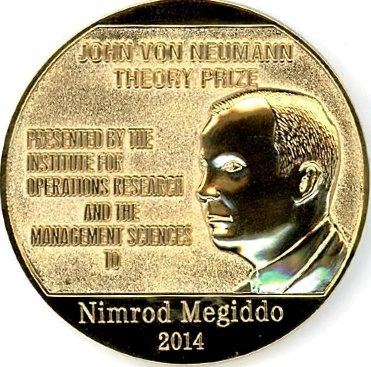 JOHN VON NEUMANN
THEORY PRIZE
PRESENTED BY THE
INSTITUTE FOR
OPERATIONS RESEARCH
AND THE
MANAGEMENT SCIENCES
TO
Nimrod Megiddo
2014